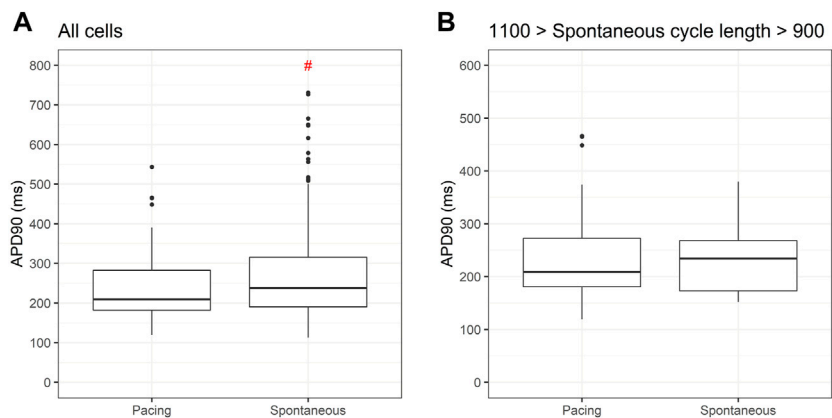 A
All cells
#
800
700
600
500
400
300
200
100
0
APD90 (ms)
Pacing
Spontaneous
B
1100 > Spontaneous cycle length > 900
600
500
400
300
200
100
0
APD90 (ms)
Pacing
Spontaneous